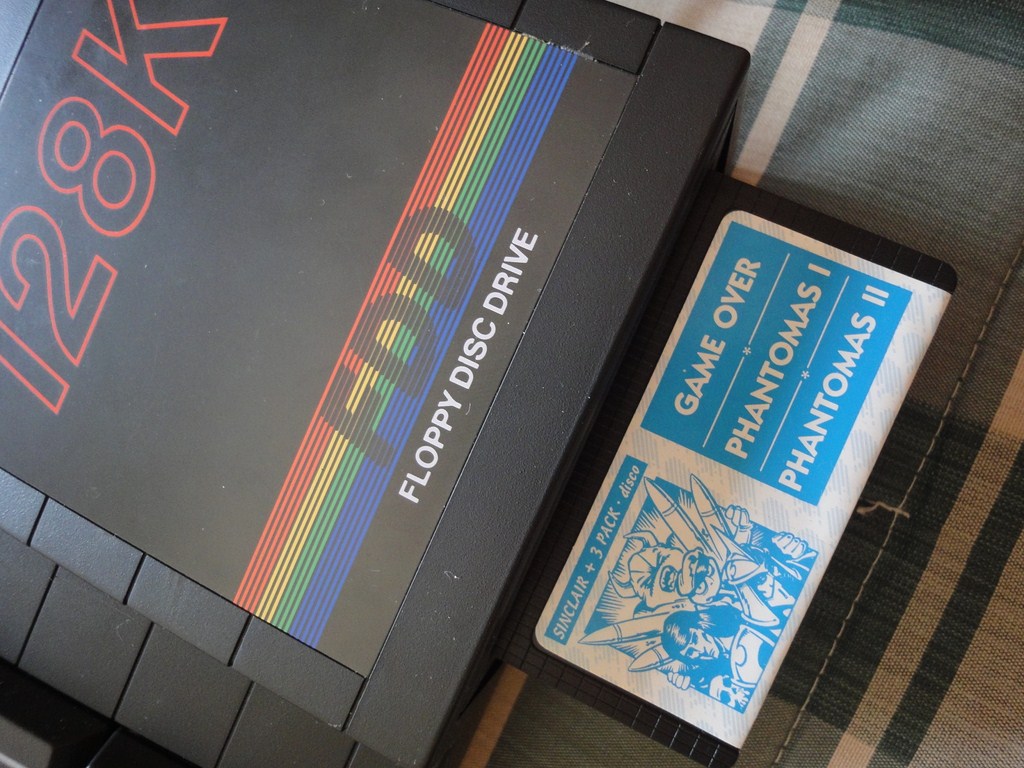 128K
FDD
FLOPPY DISC DRIVE
GAME OVER
*
PHANTOMAS I
*
PHANTOMAS II
SINCLAIR + 3 PACK · disco